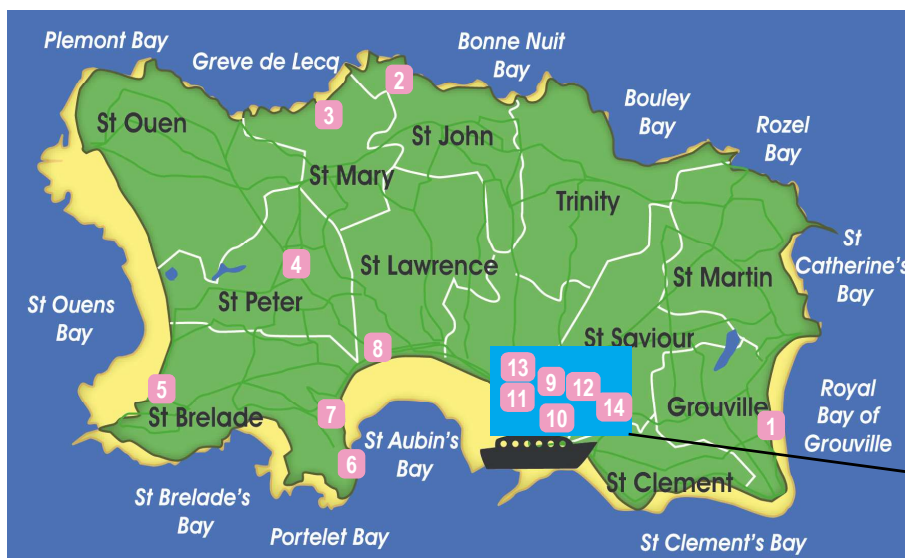 Plemont Bay
Greve de Lecq
Bonne Nuit
Bay
Bouley
Bay
Rozel
Bay
2
3
St Ouen
St John
St Mary
Trinity
4
St Lawrence
St Martin
St
Catherine's
Bay
St Ouens
Bay
St Peter
St Saviour
8
13
9
12
11
14
10
5
St Brelade
7
Grouville
1
Royal
Bay of
Grouville
St Aubin's
Bay
6
St Clement
St Brelade's
Bay
Portelet Bay
St Clement's Bay